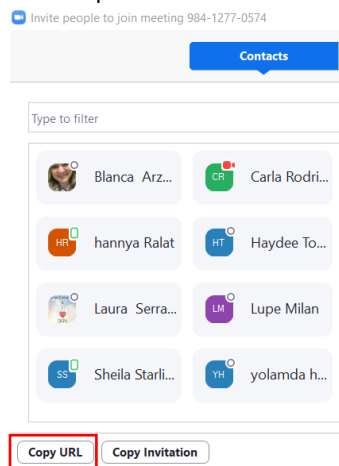 Invite people to join meeting 984-1277-0574
Contacts
Type to filter
Blanca Arz...
CR Carla Rodri...
HR hannya Ralat
HT Haydee To...
Laura Serra...
LM Lupe Milan
SS Sheila Starli...
YH yolamda h...
Copy URL Copy Invitation